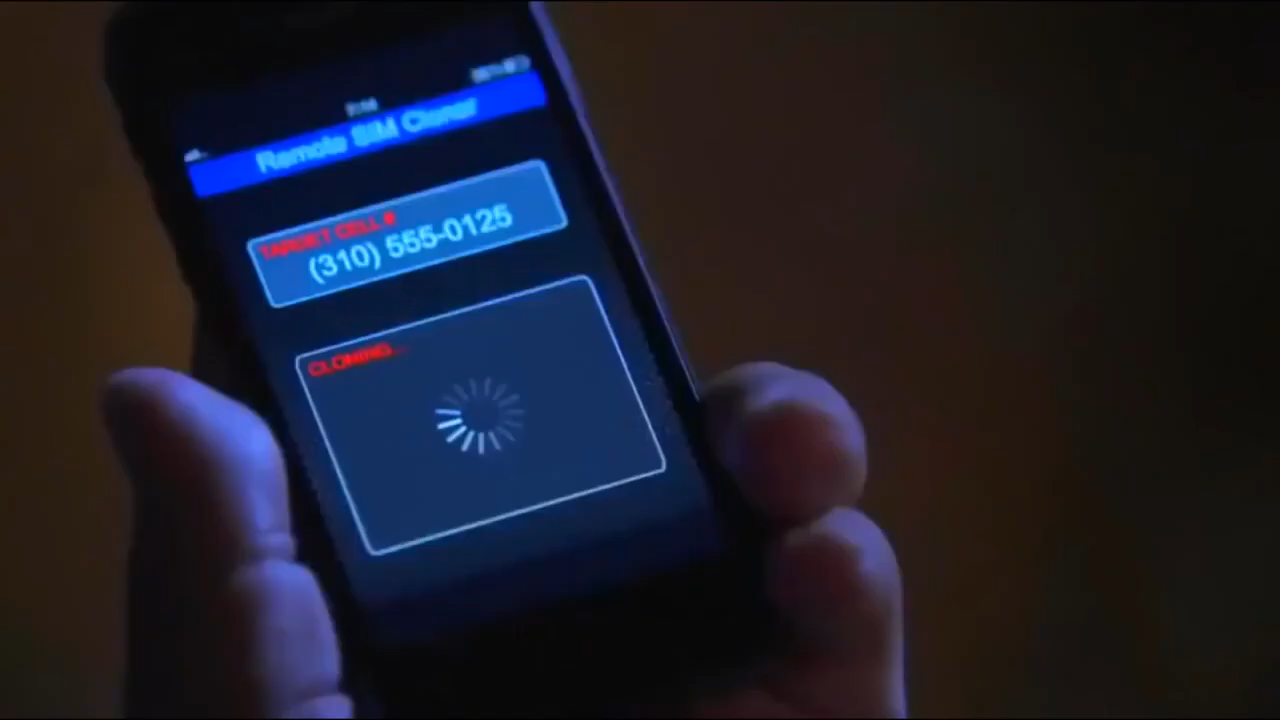 Remote SIM Cloner
TARGET CELL #
(310) 555-0125
CLONING...